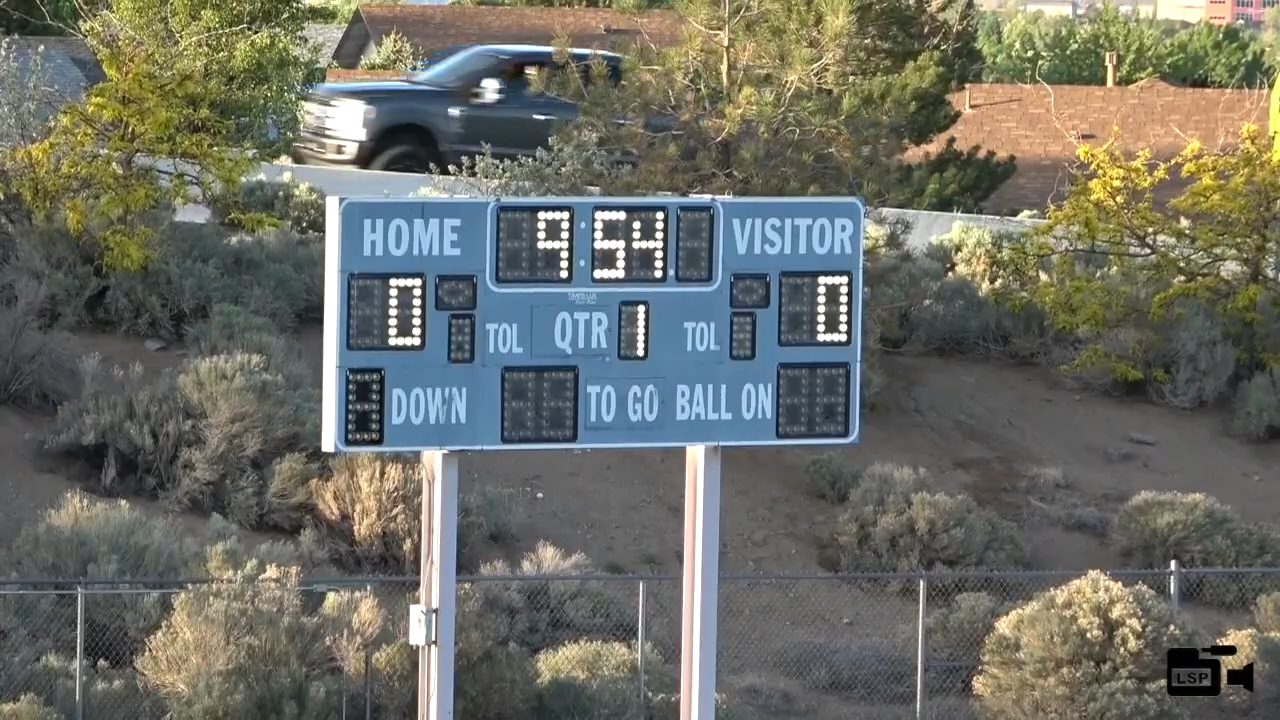 HOME 9:54 VISITOR
0 TOL QTR 1 TOL 0
DOWN TO GO BALL ON
LSP